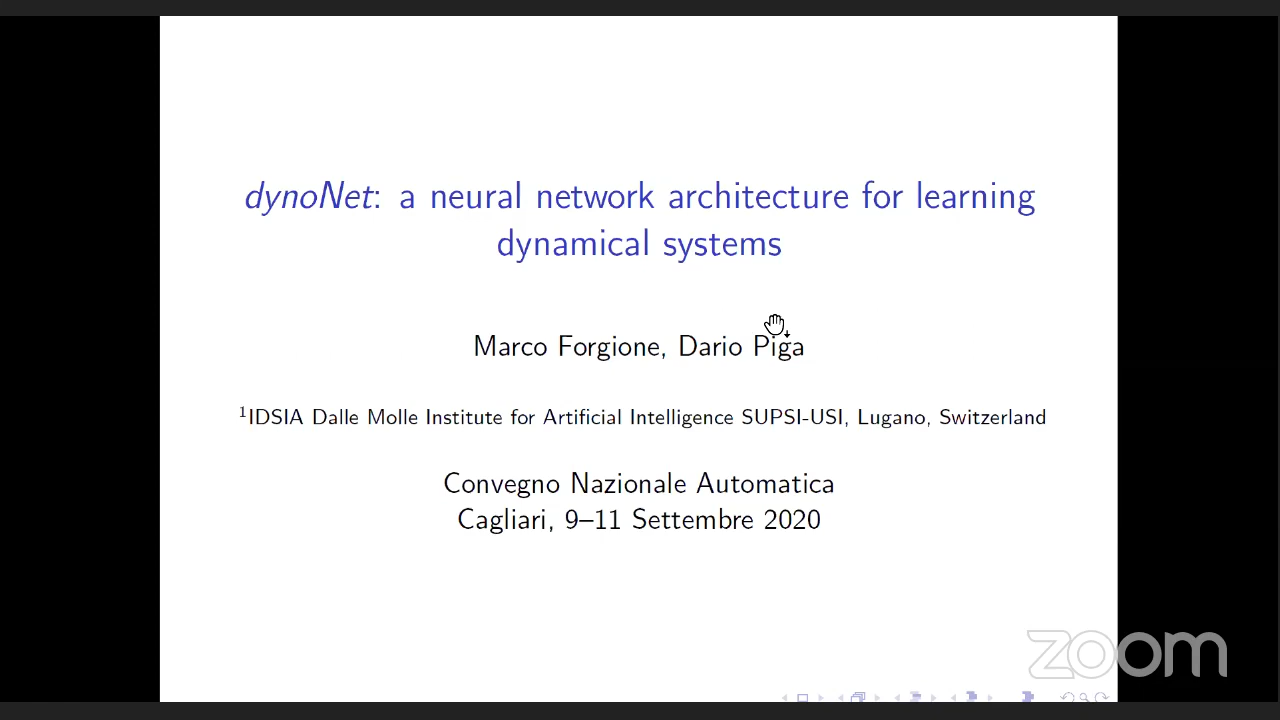 dynoNet: a neural network architecture for learning
dynamical systems
Marco Forgione, Dario Piga
¹IDSIA Dalle Molle Institute for Artificial Intelligence SUPSI-USI, Lugano, Switzerland
Convegno Nazionale Automatica
Cagliari, 9–11 Settembre 2020
zoom